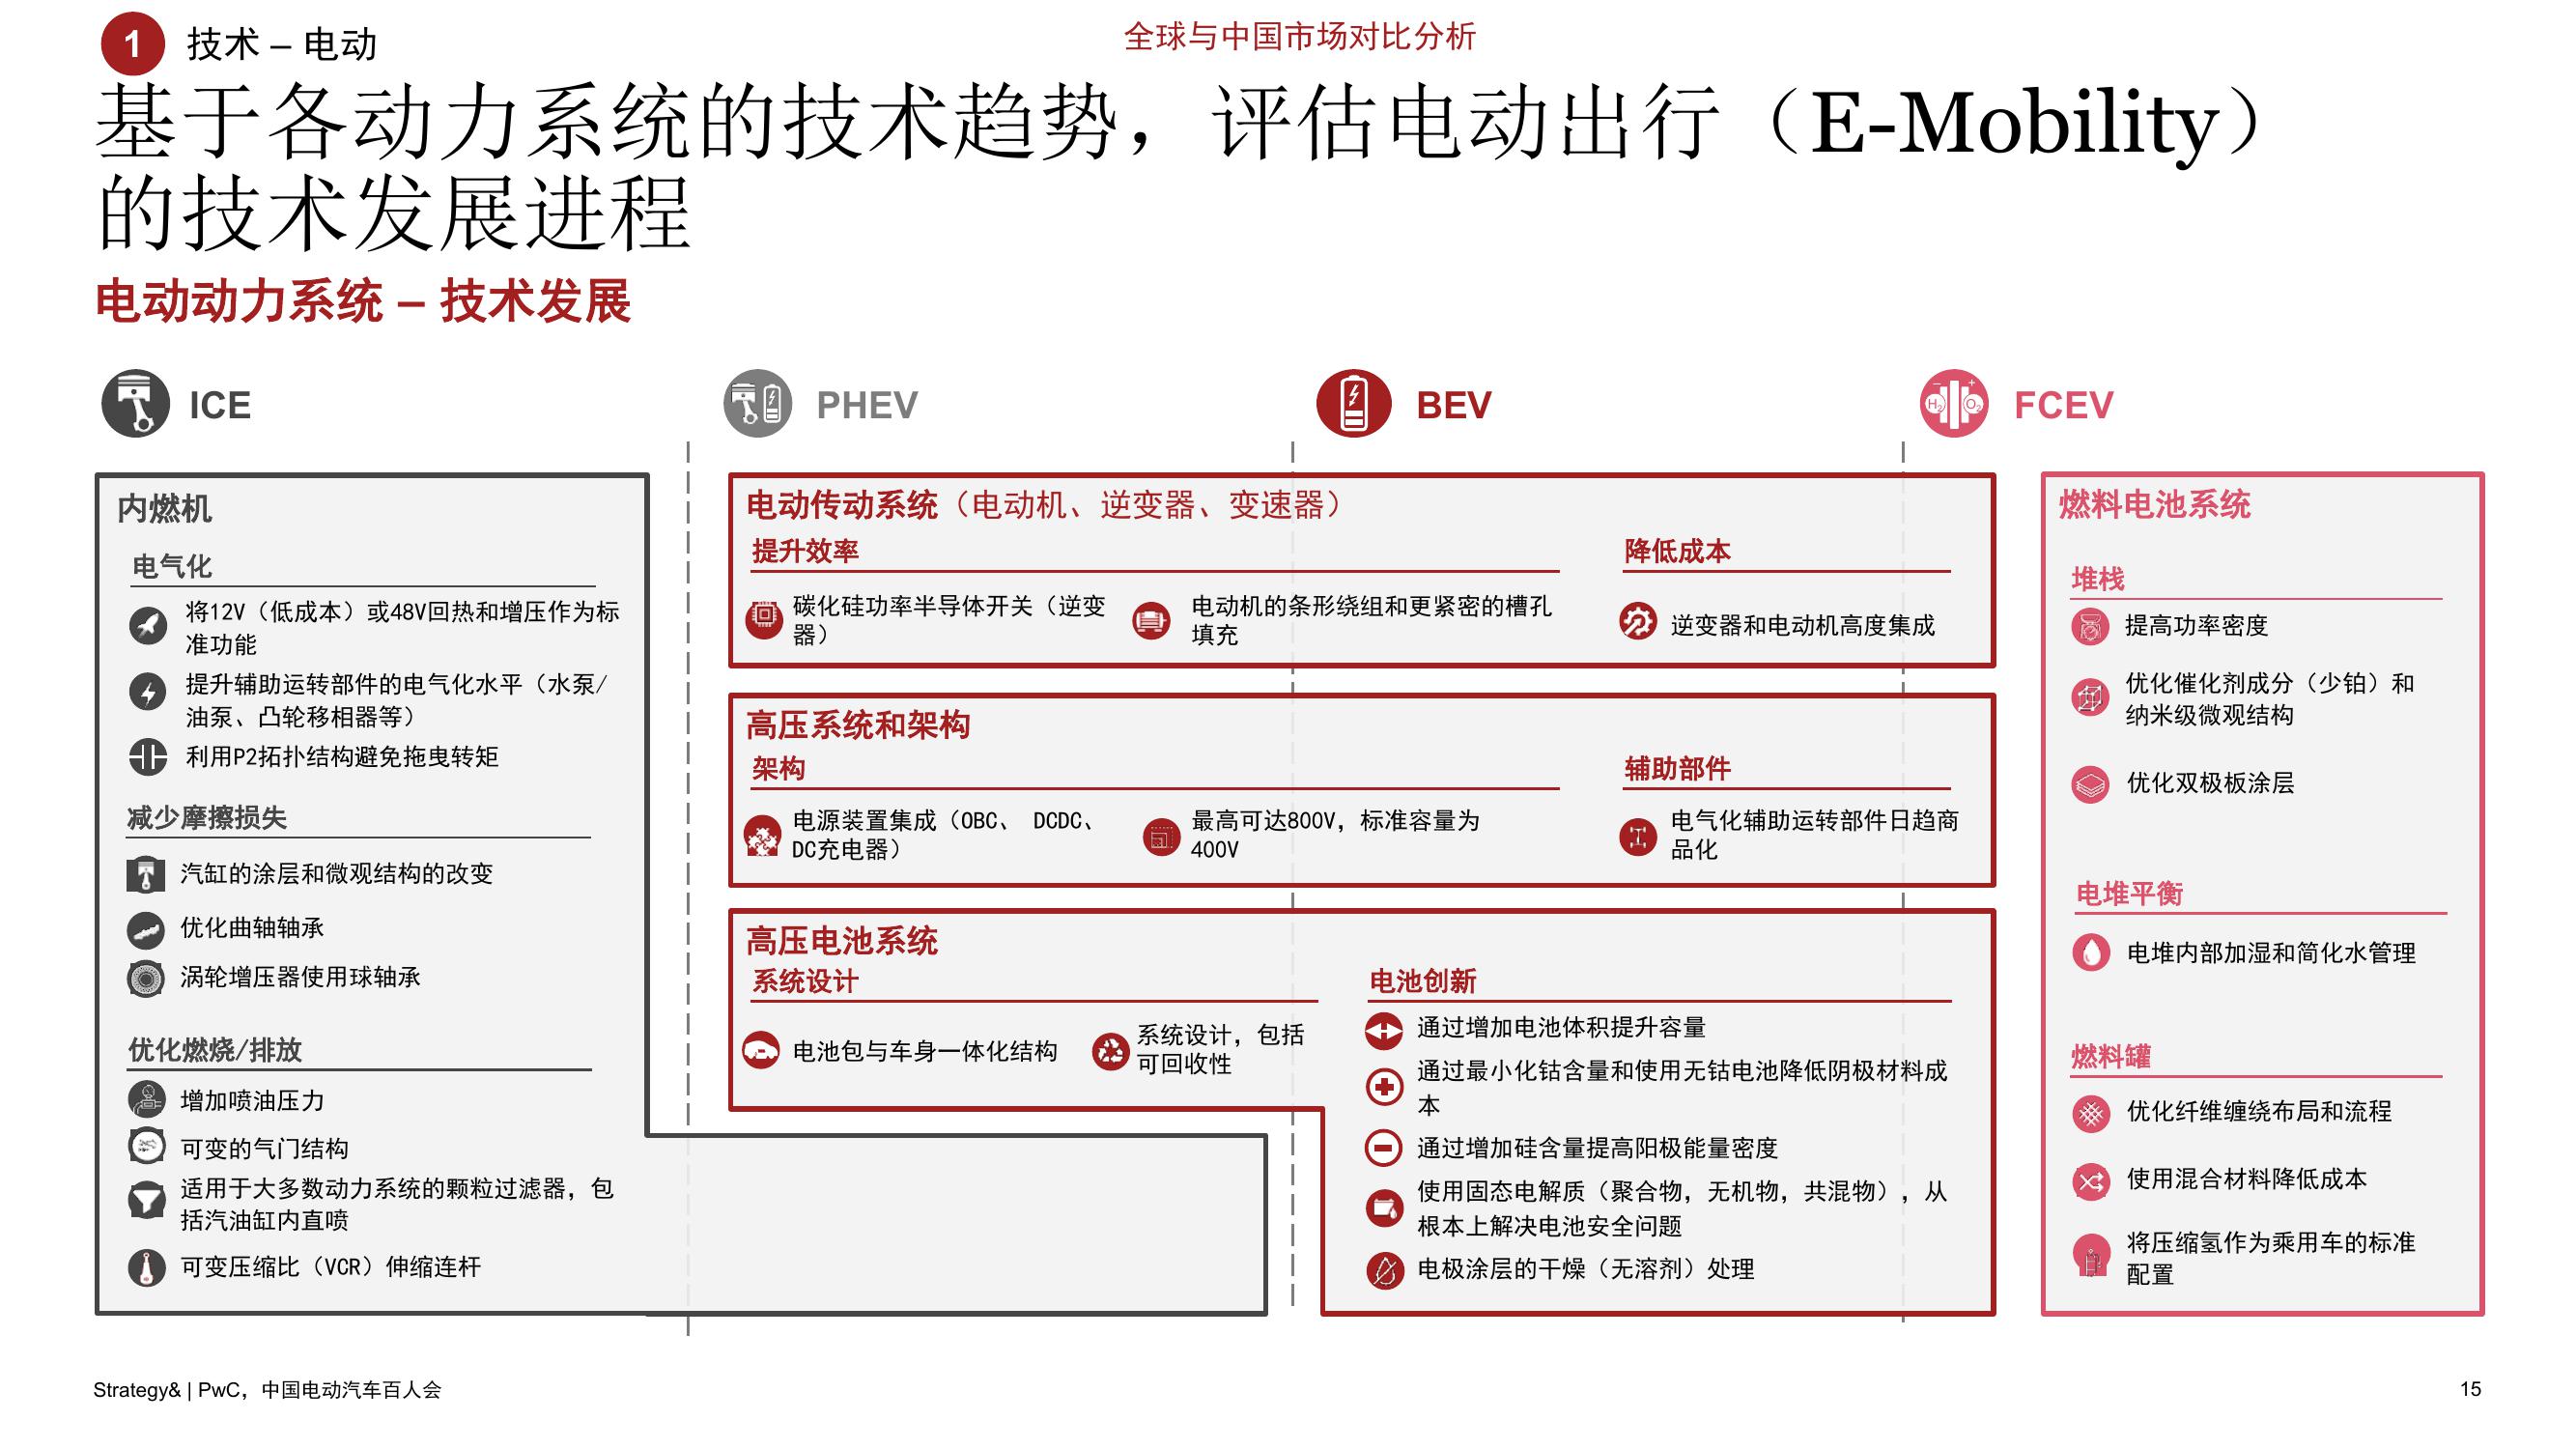 1
技术 – 电动
全球与中国市场对比分析
基于各动力系统的技术趋势，评估电动出行（E-Mobility）
的技术发展进程
电动动力系统 – 技术发展
ICE
PHEV
BEV
H₂ O₂
FCEV
内燃机
电气化
将12V（低成本）或48V回热和增压作为标
准功能
提升辅助运转部件的电气化水平（水泵/
油泵、凸轮移相器等）
利用P2拓扑结构避免拖曳转矩
减少摩擦损失
汽缸的涂层和微观结构的改变
优化曲轴轴承
涡轮增压器使用球轴承
优化燃烧/排放
增加喷油压力
可变的气门结构
适用于大多数动力系统的颗粒过滤器，包
括汽油缸内直喷
可变压缩比（VCR）伸缩连杆
电动传动系统（电动机、逆变器、变速器）
提升效率
碳化硅功率半导体开关（逆变
器）
电动机的条形绕组和更紧密的槽孔
填充
降低成本
逆变器和电动机高度集成
高压系统和架构
架构
电源装置集成（OBC、 DCDC、
DC充电器）
最高可达800V，标准容量为
400V
辅助部件
电气化辅助运转部件日趋商
品化
高压电池系统
系统设计
电池包与车身一体化结构
系统设计，包括
可回收性
电池创新
通过增加电池体积提升容量
通过最小化钴含量和使用无钴电池降低阴极材料成
本
通过增加硅含量提高阳极能量密度
使用固态电解质（聚合物，无机物，共混物），从
根本上解决电池安全问题
电极涂层的干燥（无溶剂）处理
燃料电池系统
堆栈
提高功率密度
优化催化剂成分（少铂）和
纳米级微观结构
优化双极板涂层
电堆平衡
电堆内部加湿和简化水管理
燃料罐
优化纤维缠绕布局和流程
使用混合材料降低成本
将压缩氢作为乘用车的标准
配置
Strategy& | PwC，中国电动汽车百人会
15